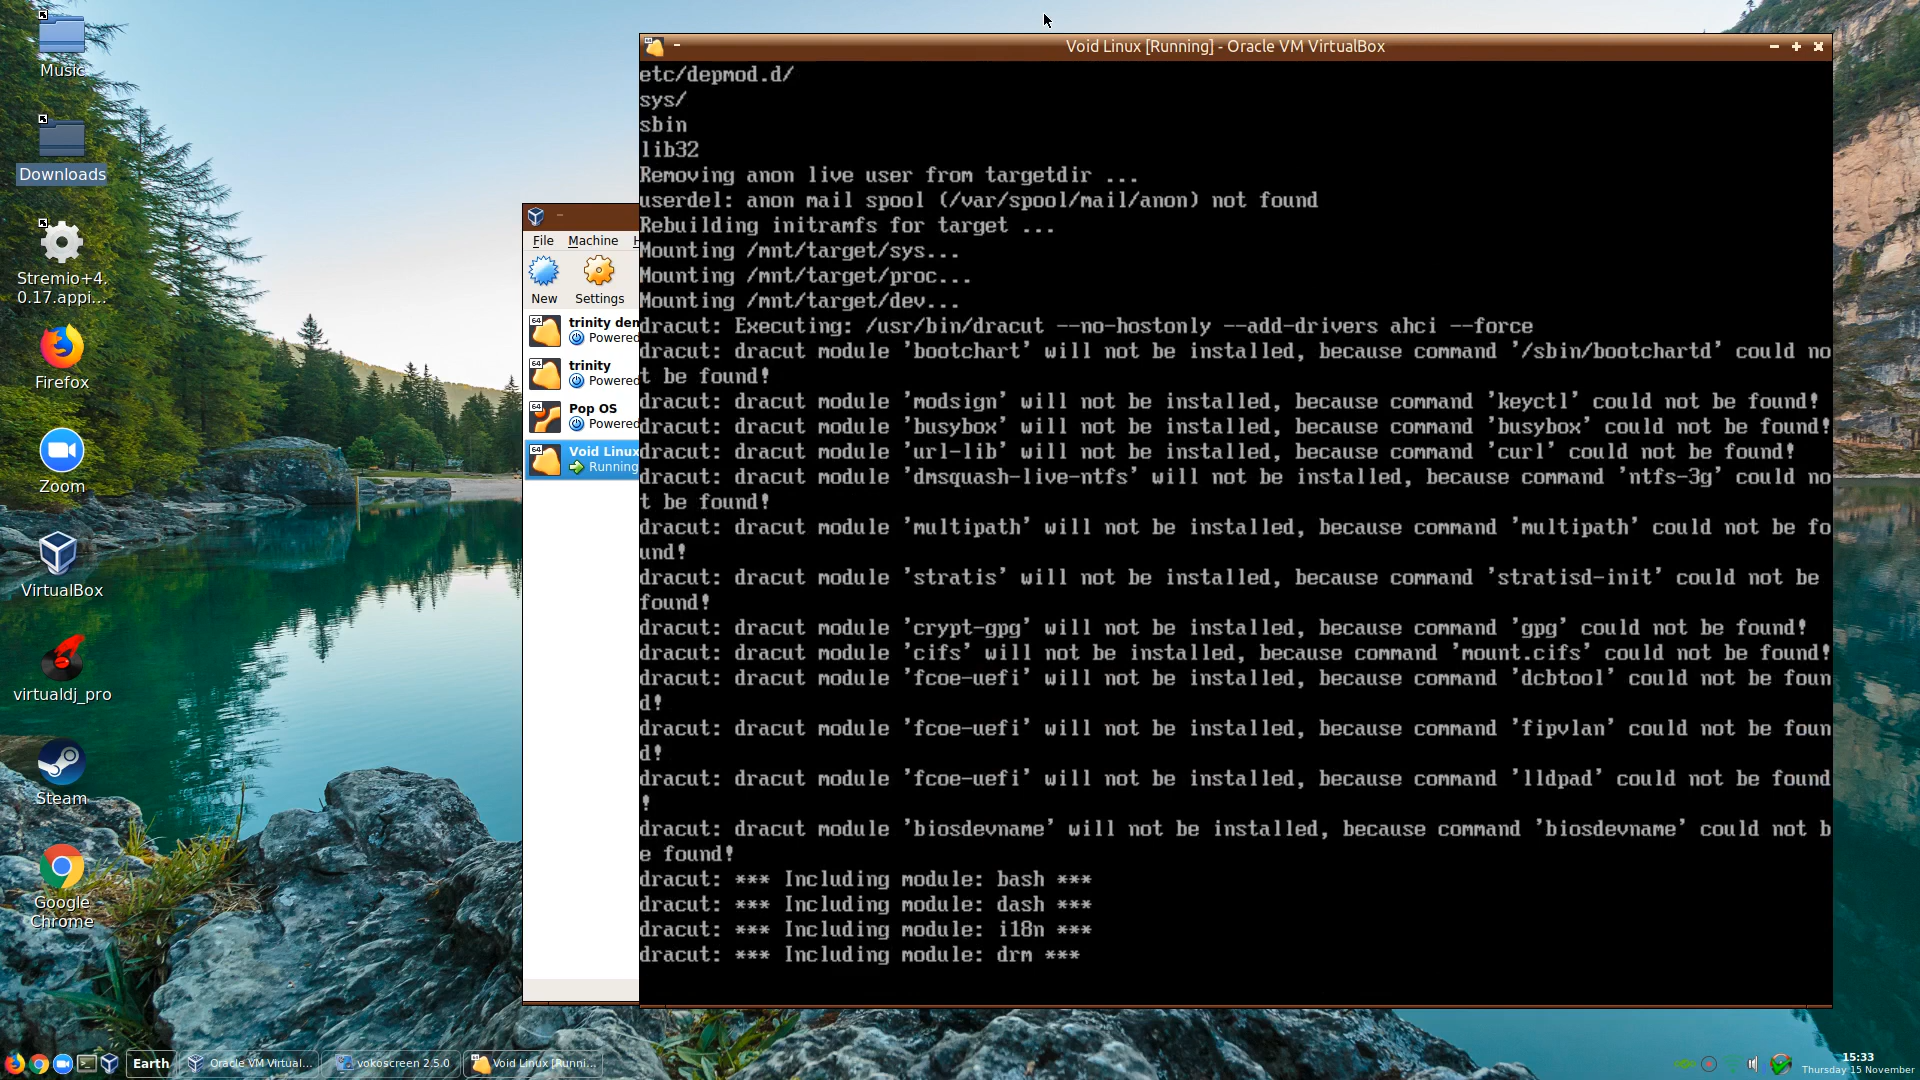 Music
Downloads
Stremio+4.
0.17.appi...
Firefox
Zoom
VirtualBox
virtualdj_pro
Steam
Google
Chrome
File Machine H
New Settings
64
trinity den
Powered
64
trinity
Powered
64
Pop OS
Powered
64
Void Linux
Running
Void Linux [Running] - Oracle VM VirtualBox
etc/depmod.d/
sys/
sbin
lib32
Removing anon live user from targetdir ...
userdel: anon mail spool (/var/spool/mail/anon) not found
Rebuilding initramfs for target ...
Mounting /mnt/target/sys...
Mounting /mnt/target/proc...
Mounting /mnt/target/dev...
dracut: Executing: /usr/bin/dracut --no-hostonly --add-drivers ahci --force
dracut: dracut module 'bootchart' will not be installed, because command '/sbin/bootchartd' could no
t be found!
dracut: dracut module 'modsign' will not be installed, because command 'keyctl' could not be found!
dracut: dracut module 'busybox' will not be installed, because command 'busybox' could not be found!
dracut: dracut module 'url-lib' will not be installed, because command 'curl' could not be found!
dracut: dracut module 'dmsquash-live-ntfs' will not be installed, because command 'ntfs-3g' could no
t be found!
dracut: dracut module 'multipath' will not be installed, because command 'multipath' could not be fo
und!
dracut: dracut module 'stratis' will not be installed, because command 'stratisd-init' could not be
found!
dracut: dracut module 'crypt-gpg' will not be installed, because command 'gpg' could not be found!
dracut: dracut module 'cifs' will not be installed, because command 'mount.cifs' could not be found!
dracut: dracut module 'fcoe-uefi' will not be installed, because command 'dcbtool' could not be foun
d!
dracut: dracut module 'fcoe-uefi' will not be installed, because command 'fipvlan' could not be foun
d!
dracut: dracut module 'fcoe-uefi' will not be installed, because command 'lldpad' could not be found
!
dracut: dracut module 'biosdevname' will not be installed, because command 'biosdevname' could not b
e found!
dracut: *** Including module: bash ***
dracut: *** Including module: dash ***
dracut: *** Including module: i18n ***
dracut: *** Including module: drm ***
Earth
Oracle VM Virtual...
vokoscreen 2.5.0
Void Linux [Runni...
15:33
Thursday 15 November